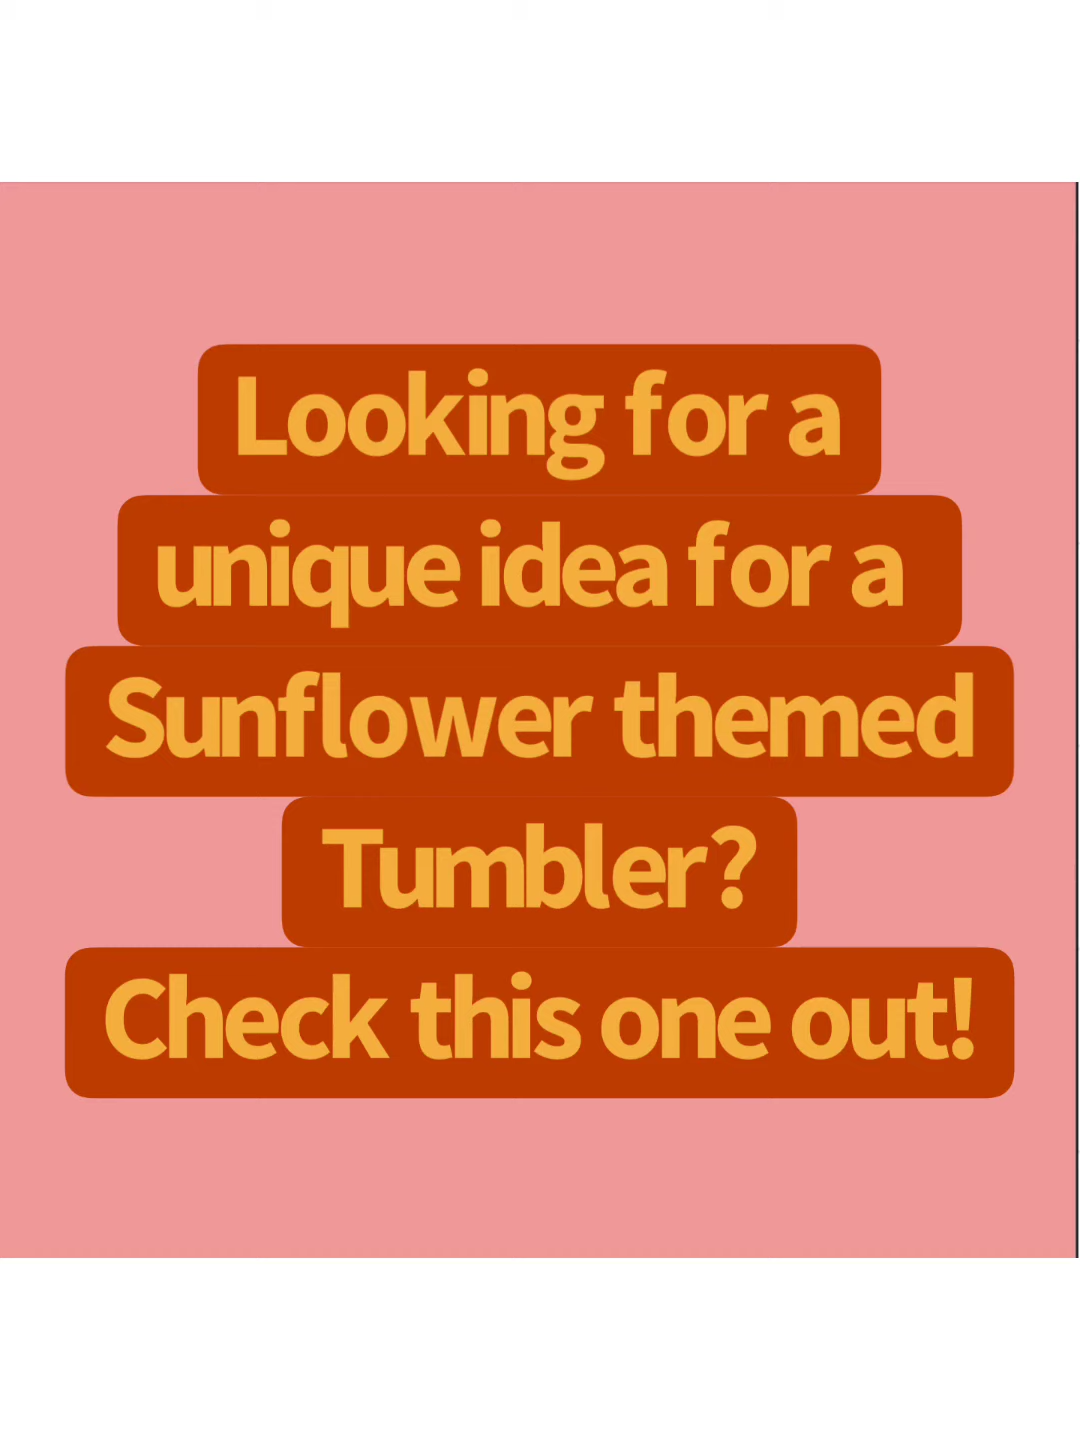 Looking for a
unique idea for a
Sunflower themed
Tumbler?
Check this one out!